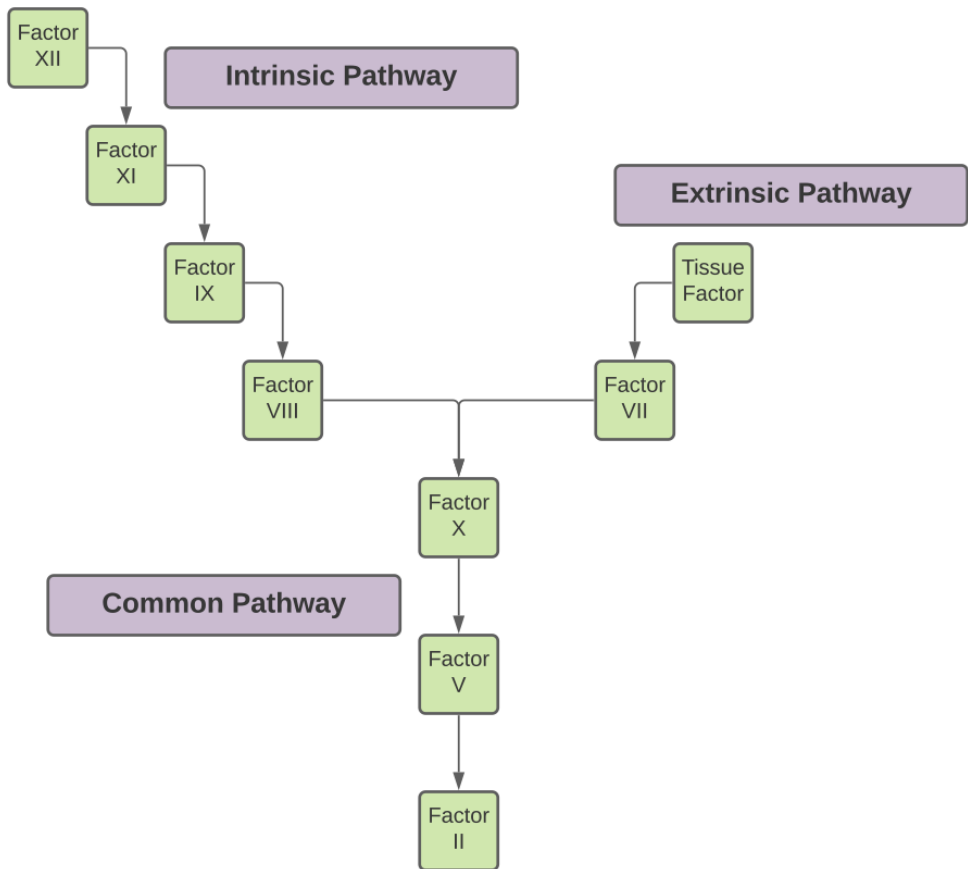 Factor
XII
Intrinsic Pathway
Factor
XI
Extrinsic Pathway
Factor
IX
Tissue
Factor
Factor
VIII
Factor
VII
Factor
X
Common Pathway
Factor
V
Factor
II